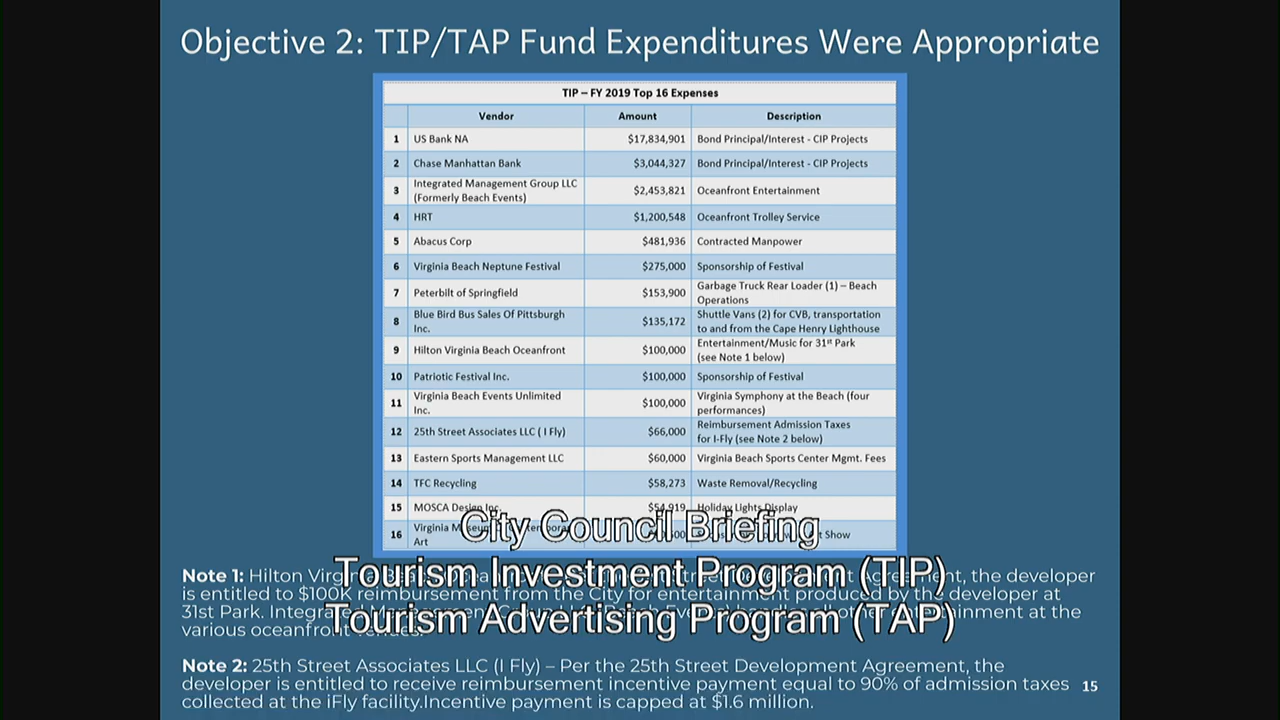 Objective 2: TIP/TAP Fund Expenditures Were Appropriate
TIP – FY 2019 Top 16 Expenses
Vendor Amount Description
1 US Bank NA $17,834,901 Bond Principal/Interest - CIP Projects
2 Chase Manhattan Bank $3,044,327 Bond Principal/Interest - CIP Projects
3 Integrated Management Group LLC (Formerly Beach Events) $2,453,821 Oceanfront Entertainment
4 HRT $1,200,548 Oceanfront Trolley Service
5 Abacus Corp $481,936 Contracted Manpower
6 Virginia Beach Neptune Festival $275,000 Sponsorship of Festival
7 Peterbilt of Springfield $153,900 Garbage Truck Rear Loader (1) – Beach Operations
8 Blue Bird Bus Sales Of Pittsburgh Inc. $135,172 Shuttle Vans (2) for CVB, transportation to and from the Cape Henry Lighthouse
9 Hilton Virginia Beach Oceanfront $100,000 Entertainment/Music for 31st Park (see Note 1 below)
10 Patriotic Festival Inc. $100,000 Sponsorship of Festival
11 Virginia Beach Events Unlimited Inc. $100,000 Virginia Symphony at the Beach (four performances)
12 25th Street Associates LLC ( I Fly) $66,000 Reimbursement Admission Taxes for I-Fly (see Note 2 below)
13 Eastern Sports Management LLC $60,000 Virginia Beach Sports Center Mgmt. Fees
14 TFC Recycling $58,273 Waste Removal/Recycling
15 MOSCA Design Inc. $54,919 Holiday Lights Display
16 Virginia Art Show
City Council Briefing
Tourism Investment Program (TIP)
Tourism Advertising Program (TAP)
Note 1: Hilton the developer
is entitled to $100K reimbursement from the City for entertainment produced by the developer at
31st Park. at the
various oceanfront
Note 2: 25th Street Associates LLC (I Fly) – Per the 25th Street Development Agreement, the
developer is entitled to receive reimbursement incentive payment equal to 90% of admission taxes
collected at the iFly facility.Incentive payment is capped at $1.6 million.
15